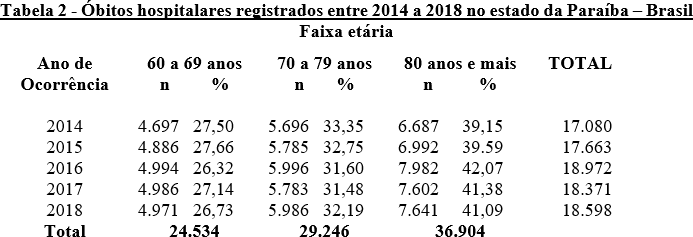 Tabela 2 - Óbitos hospitalares registrados entre 2014 a 2018 no estado da Paraíba – Brasil
Faixa etária
Ano de 60 a 69 anos 70 a 79 anos 80 anos e mais TOTAL
Ocorrência n % n % n %
2014 4.697 27,50 5.696 33,35 6.687 39,15 17.080
2015 4.886 27,66 5.785 32,75 6.992 39.59 17.663
2016 4.994 26,32 5.996 31,60 7.982 42,07 18.972
2017 4.986 27,14 5.783 31,48 7.602 41,38 18.371
2018 4.971 26,73 5.986 32,19 7.641 41,09 18.598
Total 24.534 29.246 36.904